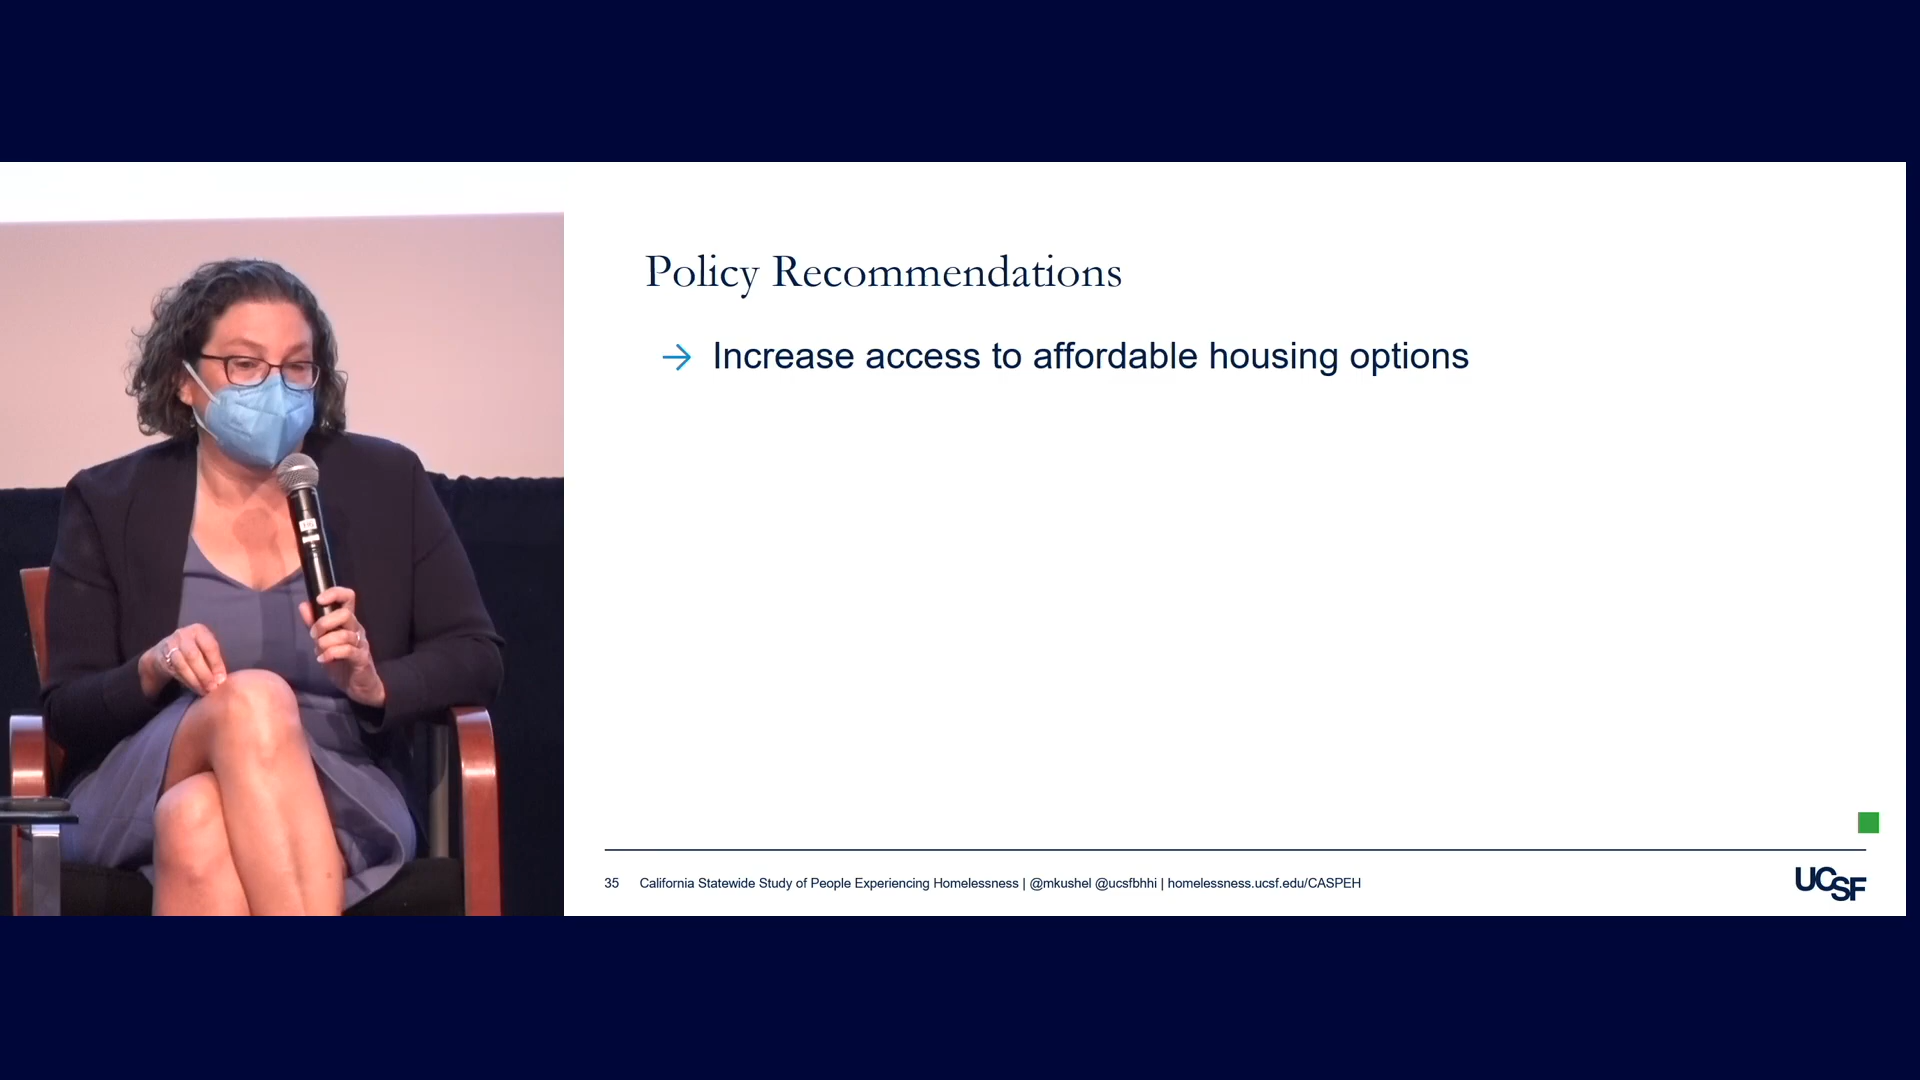 Policy Recommendations
→ Increase access to affordable housing options
35 California Statewide Study of People Experiencing Homelessness | @mkushel @ucsfbhhi | homelessness.ucsf.edu/CASPEH
UCSF